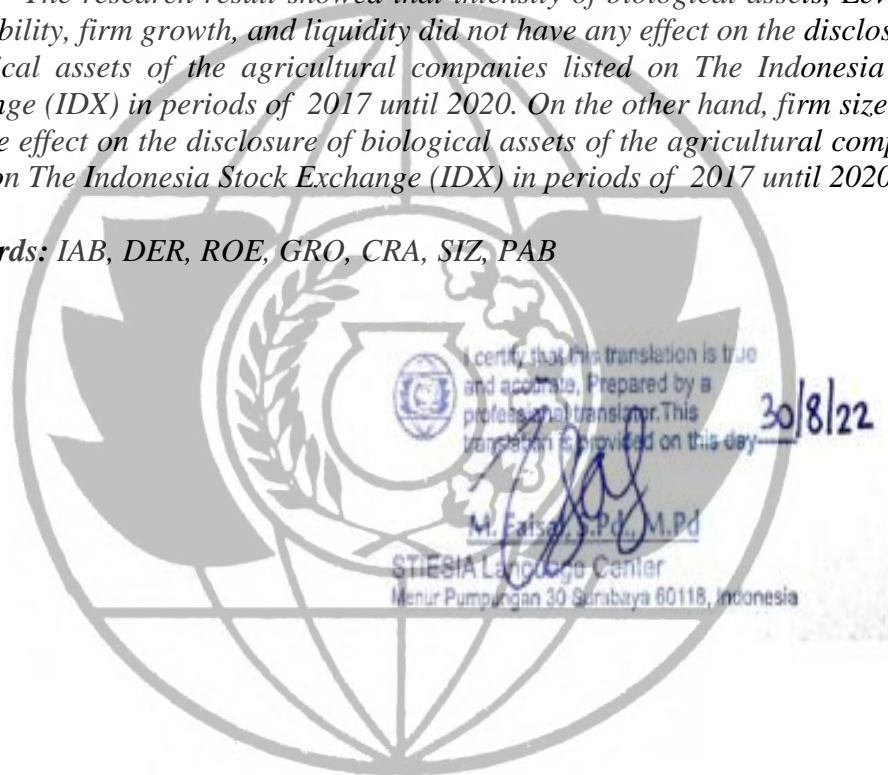 The research result showed that intensity of biological assets, Lev
bility, firm growth, and liquidity did not have any effect on the disclos
ical assets of the agricultural companies listed on The Indonesia
nge (IDX) in periods of 2017 until 2020. On the other hand, firm size
e effect on the disclosure of biological assets of the agricultural comp
on The Indonesia Stock Exchange (IDX) in periods of 2017 until 2020
rds: IAB, DER, ROE, GRO, CRA, SIZ, PAB
I certify that this translation is true
and accurate, Prepared by a
professional translator.This
translation is provided on this day 30/8/22
M. Faisal, S.Pd., M.Pd
STIESIA Language Center
Menur Pumpungan 30 Surabaya 60118, Indonesia